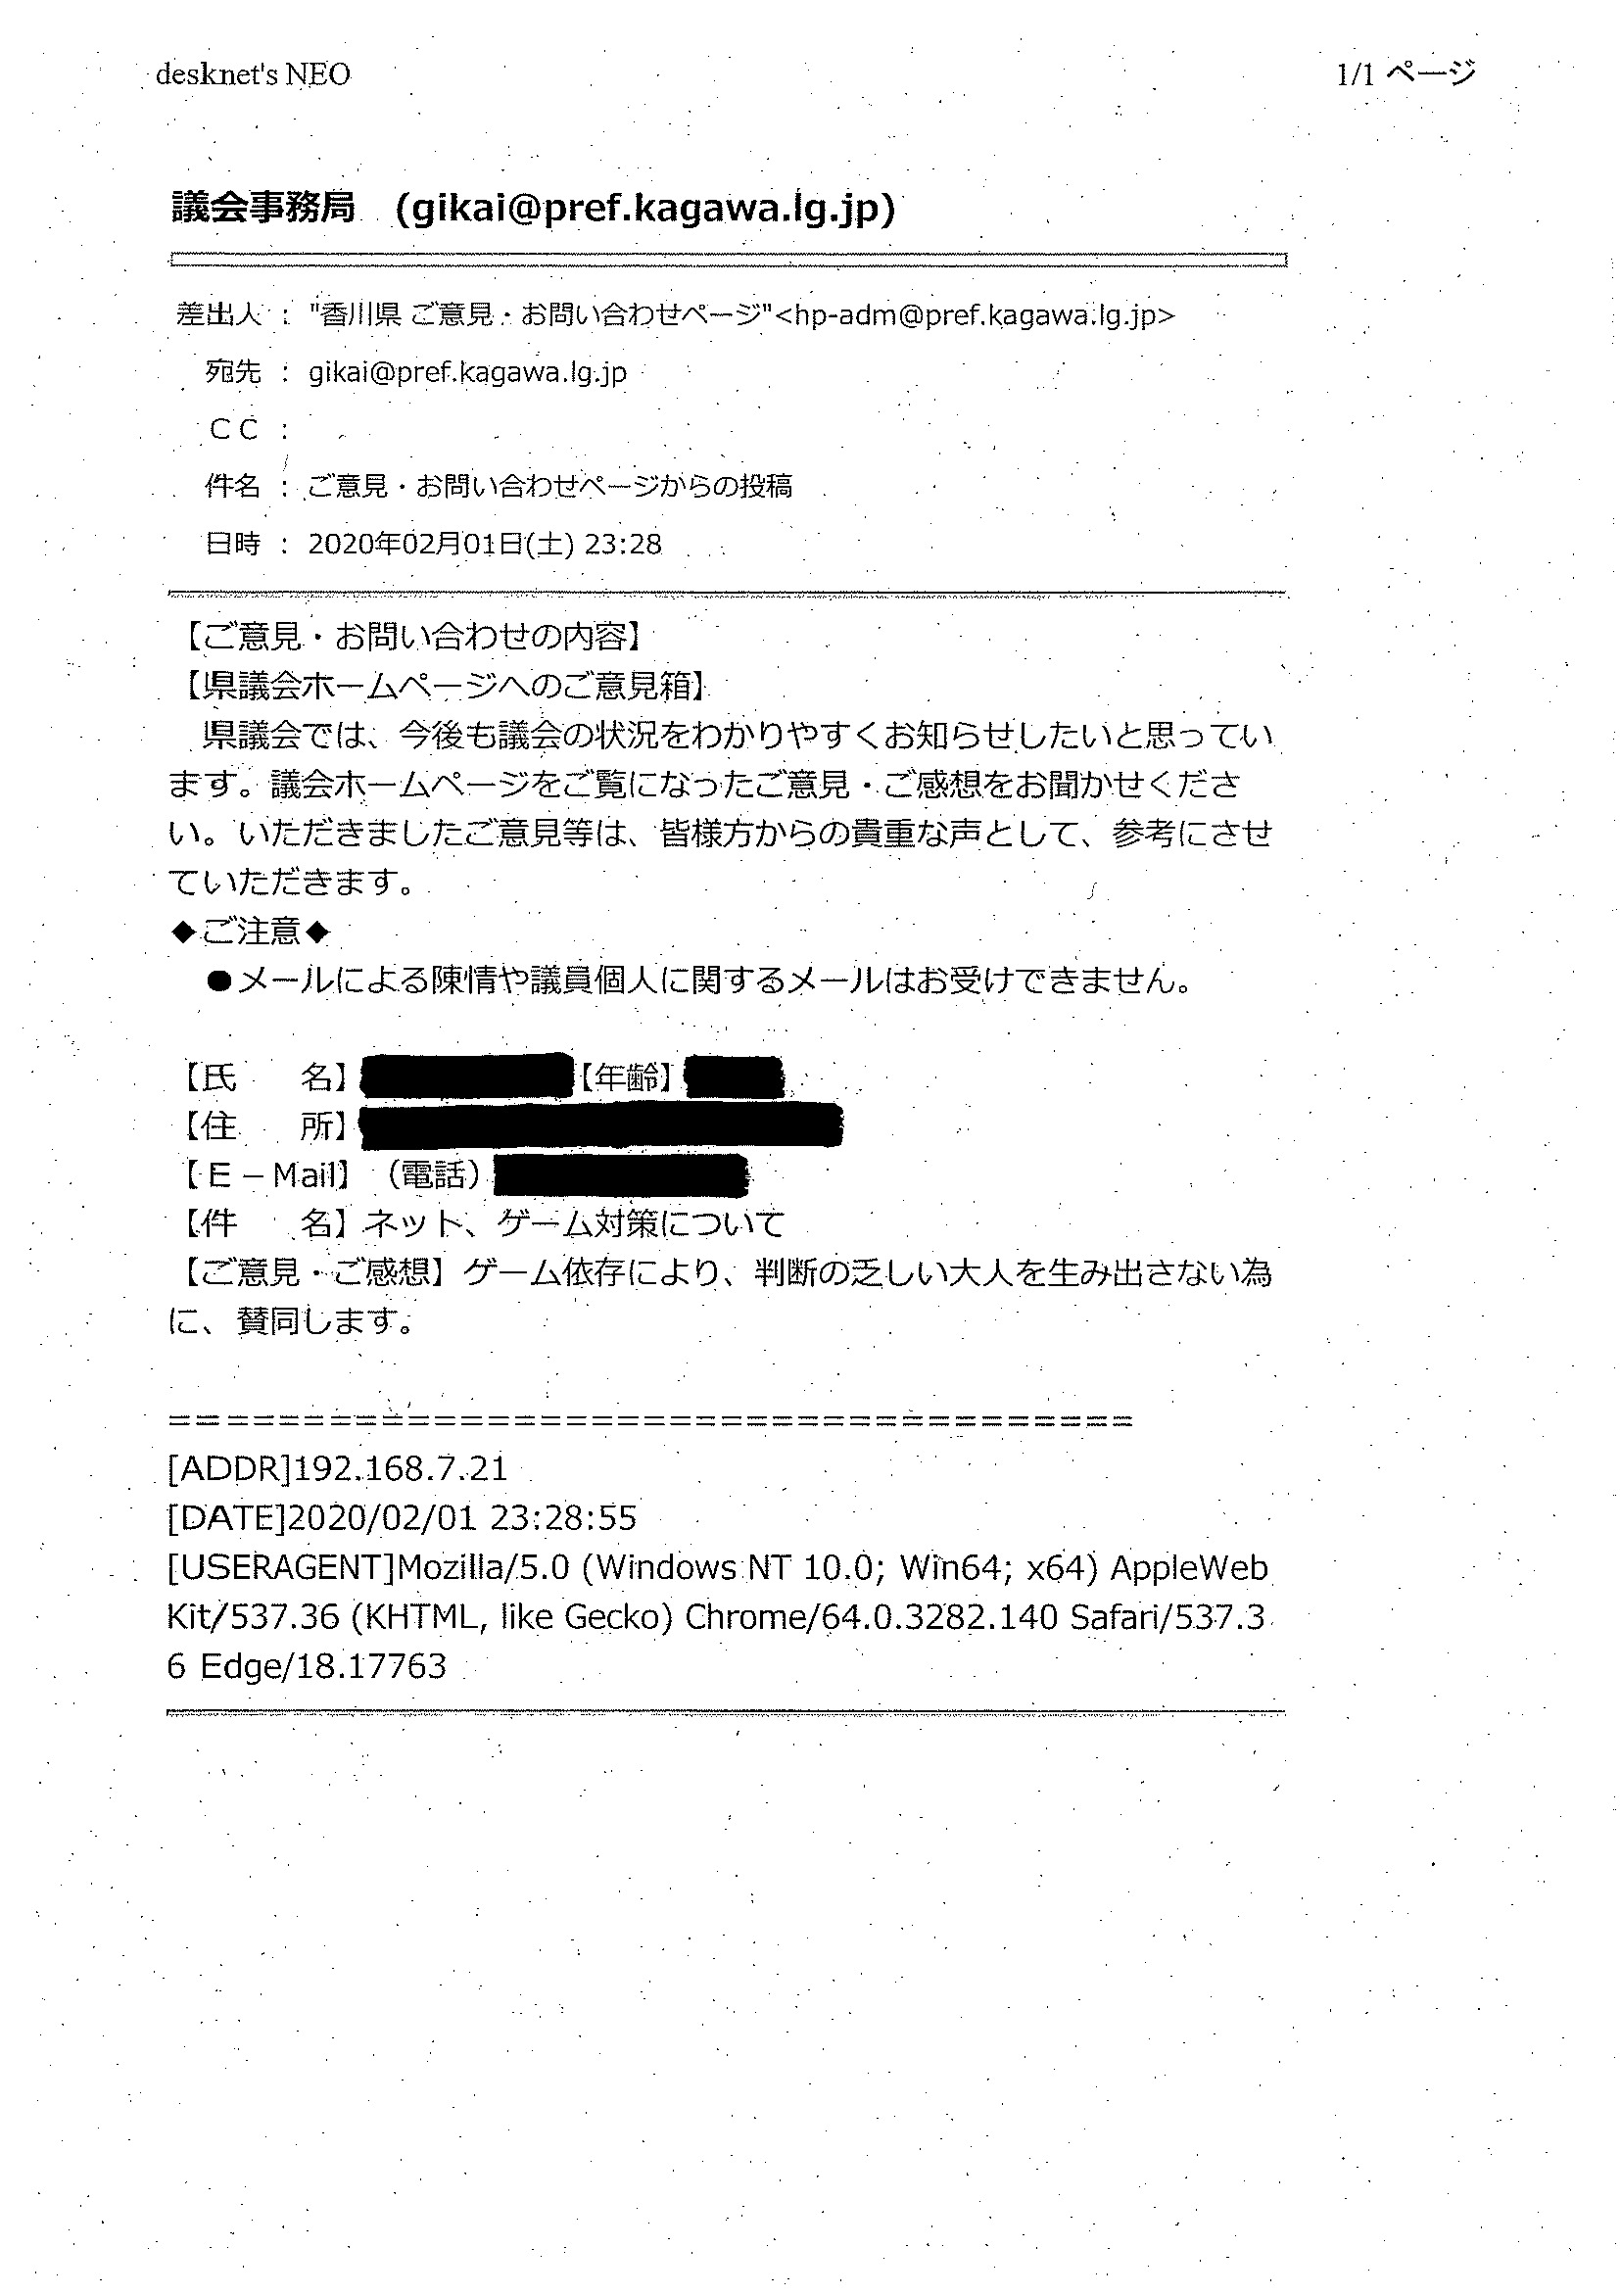 desknet's NEO 1/1 ページ
議会事務局 (gikai@pref.kagawa.lg.jp)
差出人 : "香川県 ご意見・お問い合わせページ"<hp-adm@pref.kagawa.lg.jp>
宛先 : gikai@pref.kagawa.lg.jp
ＣＣ :
件名 : ご意見・お問い合わせページからの投稿
日時 : 2020年02月01日(土) 23:28
【ご意見・お問い合わせの内容】
【県議会ホームページへのご意見箱】
　県議会では、今後も議会の状況をわかりやすくお知らせしたいと思ってい
ます。議会ホームページをご覧になったご意見・ご感想をお聞かせくださ
い。いただきましたご意見等は、皆様方からの貴重な声として、参考にさせ
ていただきます。
◆ご注意◆
　●メールによる陳情や議員個人に関するメールはお受けできません。
【氏　　名】【年齢】
【住　　所】
【Ｅ－Mail】（電話）
【件　　名】ネット、ゲーム対策について
【ご意見・ご感想】ゲーム依存により、判断の乏しい大人を生み出さない為
に、賛同します。
======================================
[ADDR]192.168.7.21
[DATE]2020/02/01 23:28:55
[USERAGENT]Mozilla/5.0 (Windows NT 10.0; Win64; x64) AppleWeb
Kit/537.36 (KHTML, like Gecko) Chrome/64.0.3282.140 Safari/537.3
6 Edge/18.17763